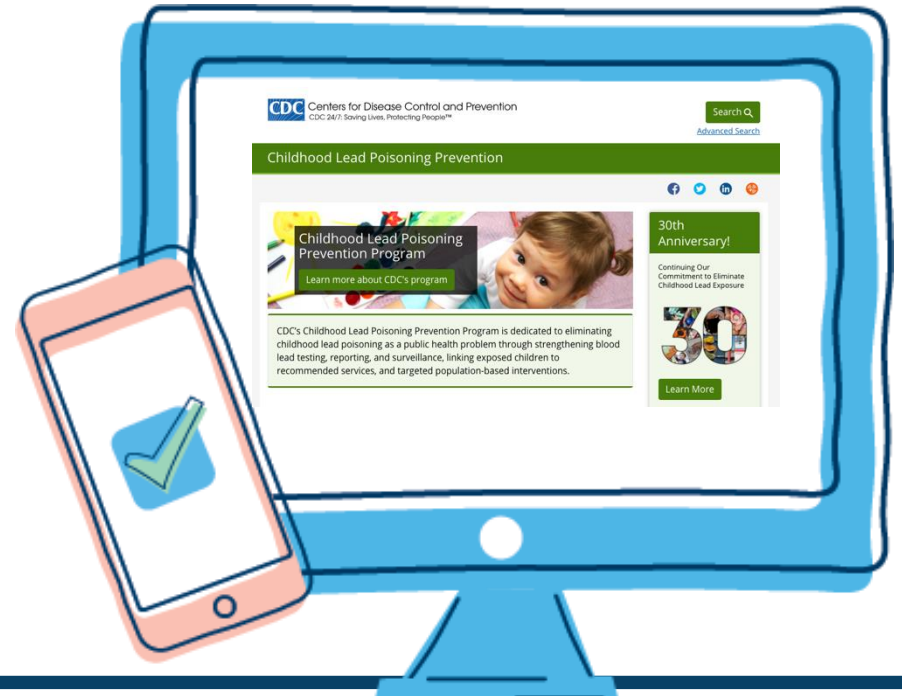 CDC Centers for Disease Control and Prevention
CDC 24/7: Saving Lives, Protecting People™
Search
Advanced Search
Childhood Lead Poisoning Prevention
Childhood Lead Poisoning
Prevention Program
Learn more about CDC's program
CDC's Childhood Lead Poisoning Prevention Program is dedicated to eliminating
childhood lead poisoning as a public health problem through strengthening blood
lead testing, reporting, and surveillance, linking exposed children to
recommended services, and targeted population-based interventions.
30th
Anniversary!
Continuing Our
Commitment to Eliminate
Childhood Lead Exposure
30
Learn More